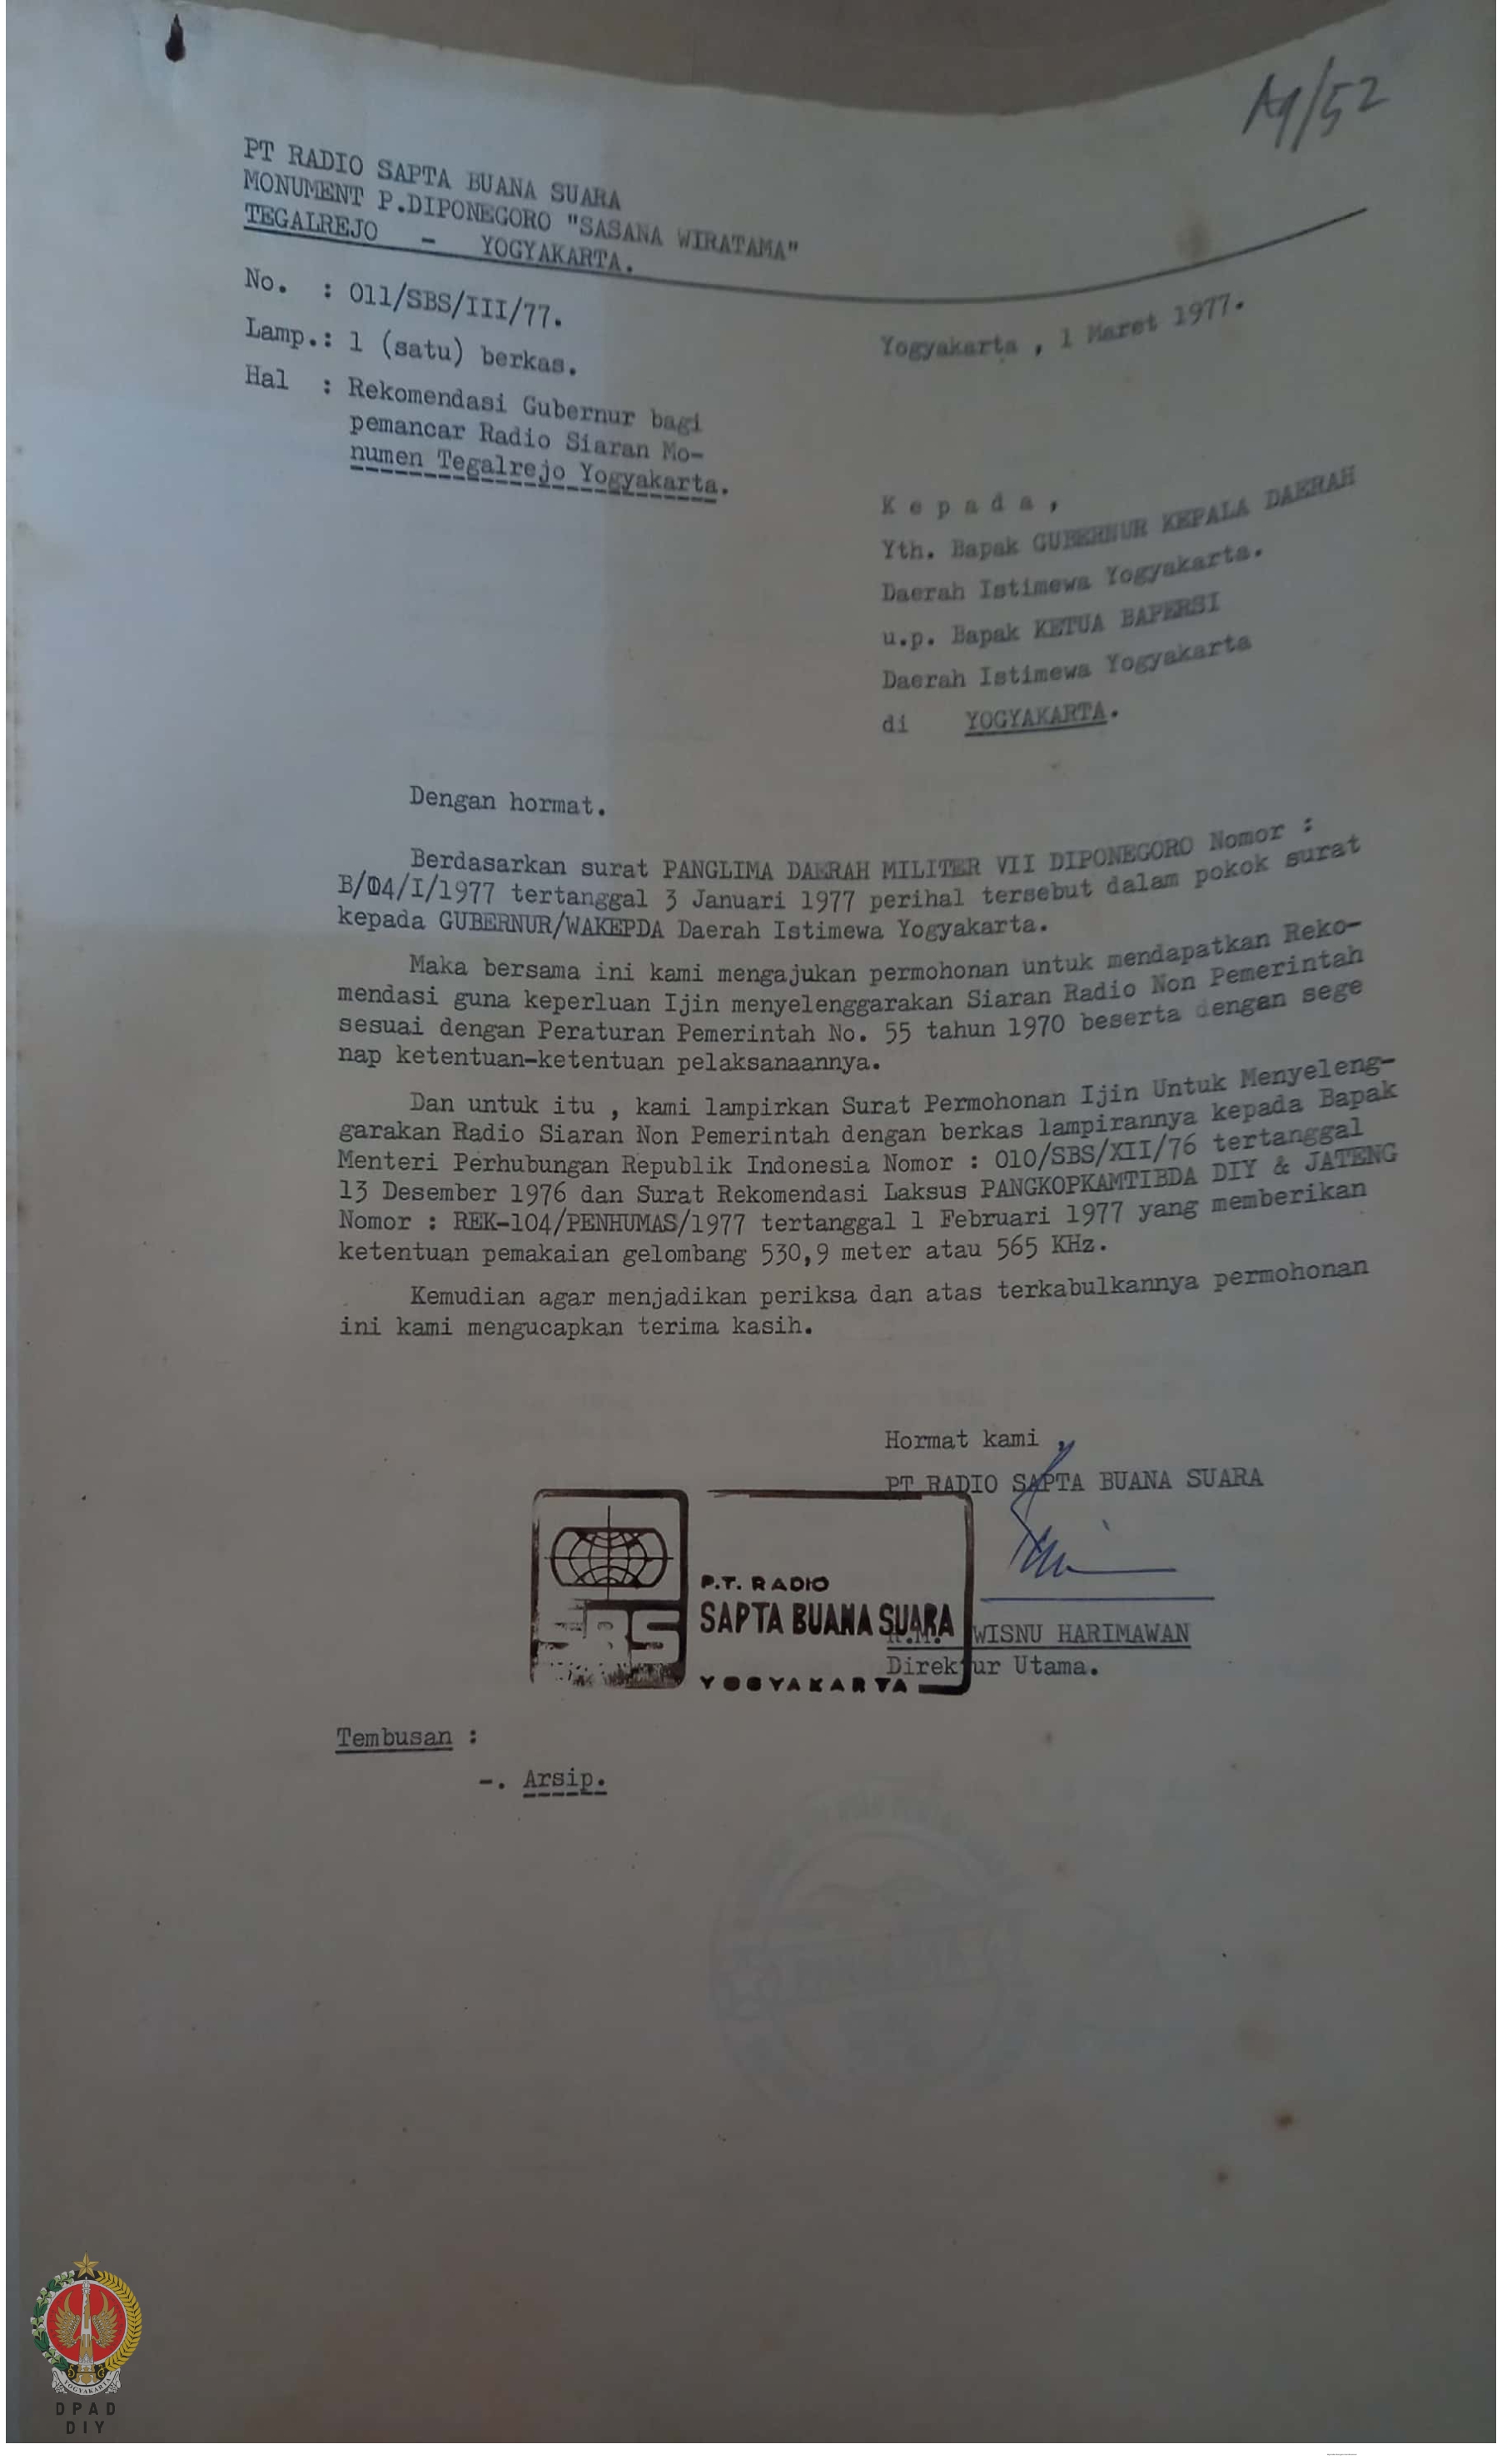 A9/52
PT RADIO SAPTA BUANA SUARA
MONUMENT P.DIPONEGORO "SASANA WIRATAMA"
TEGALREJO - YOGYAKARTA.
No. : 011/SBS/III/77.
Lamp.: 1 (satu) berkas.
Yogyakarta , 1 Maret 1977.
Hal : Rekomendasi Gubernur bagi
pemancar Radio Siaran Mo-
numen Tegalrejo Yogyakarta.
K e p a d a ,
Yth. Bapak GUBERNUR KEPALA DAERAH
Daerah Istimewa Yogyakarta.
u.p. Bapak KETUA BAPERSI
Daerah Istimewa Yogyakarta
di YOGYAKARTA.
Dengan hormat.
Berdasarkan surat PANGLIMA DAERAH MILITER VII DIPONEGORO Nomor :
B/04/I/1977 tertanggal 3 Januari 1977 perihal tersebut dalam pokok surat
kepada GUBERNUR/WAKEPDA Daerah Istimewa Yogyakarta.
Maka bersama ini kami mengajukan permohonan untuk mendapatkan Reko-
mendasi guna keperluan Ijin menyelenggarakan Siaran Radio Non Pemerintah
sesuai dengan Peraturan Pemerintah No. 55 tahun 1970 beserta dengan sege
nap ketentuan-ketentuan pelaksanaannya.
Dan untuk itu , kami lampirkan Surat Permohonan Ijin Untuk Menyeleng-
garakan Radio Siaran Non Pemerintah dengan berkas lampirannya kepada Bapak
Menteri Perhubungan Republik Indonesia Nomor : 010/SBS/XII/76 tertanggal
13 Desember 1976 dan Surat Rekomendasi Laksus PANGKOPKAMTIBDA DIY & JATENG
Nomor : REK-104/PENHUMAS/1977 tertanggal 1 Februari 1977 yang memberikan
ketentuan pemakaian gelombang 530,9 meter atau 565 KHz.
Kemudian agar menjadikan periksa dan atas terkabulkannya permohonan
ini kami mengucapkan terima kasih.
Hormat kami ,
PT RADIO SAPTA BUANA SUARA
P.T. RADIO
SBS SAPTA BUANA SUARA
YOGYAKARTA
R.M. WISNU HARIMAWAN
Direktur Utama.
Tembusan :
-. Arsip.
YOGYAKARTA
DPAD
DIY